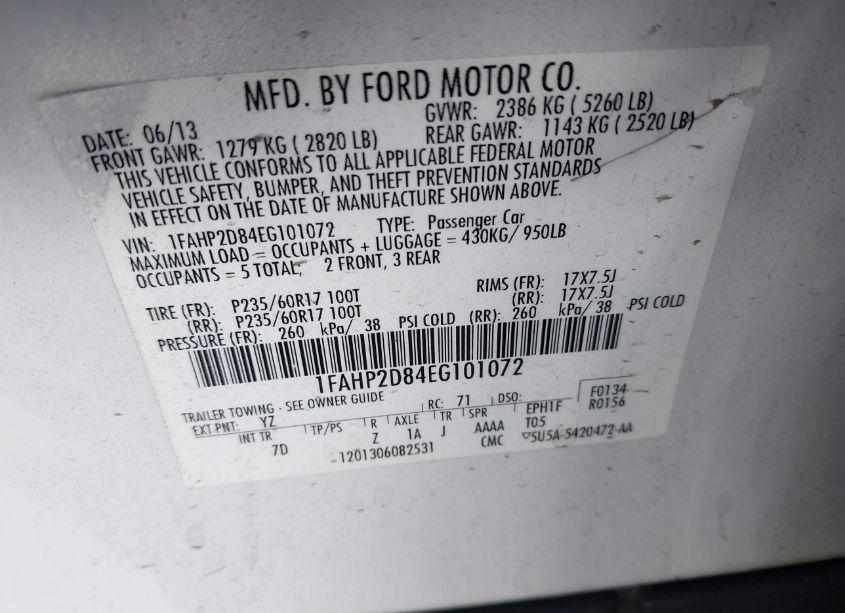 MFD. BY FORD MOTOR CO.
DATE: 06/13 GVWR: 2386 KG ( 5260 LB)
FRONT GAWR: 1279 KG ( 2820 LB) REAR GAWR: 1143 KG ( 2520 LB)
THIS VEHICLE CONFORMS TO ALL APPLICABLE FEDERAL MOTOR
VEHICLE SAFETY, BUMPER, AND THEFT PREVENTION STANDARDS
IN EFFECT ON THE DATE OF MANUFACTURE SHOWN ABOVE.
VIN: 1FAHP2D84EG101072 TYPE: Passenger Car
MAXIMUM LOAD = OCCUPANTS + LUGGAGE = 430KG/ 950LB
OCCUPANTS = 5 TOTAL, 2 FRONT, 3 REAR
TIRE (FR): P235/60R17 100T RIMS (FR): 17X7.5J
(RR): P235/60R17 100T (RR): 17X7.5J
PRESSURE (FR): 260 kPa/ 38 PSI COLD (RR): 260 kPa/ 38 PSI COLD
1FAHP2D84EG101072
TRAILER TOWING - SEE OWNER GUIDE
EXT PNT: YZ RC: 71 DSO: F0134
R0156
INT TR TP/PS R AXLE TR SPR EPH1F
7D Z 1A J AAAA T05
CMC
1201306082531 5U5A-5420472-AA